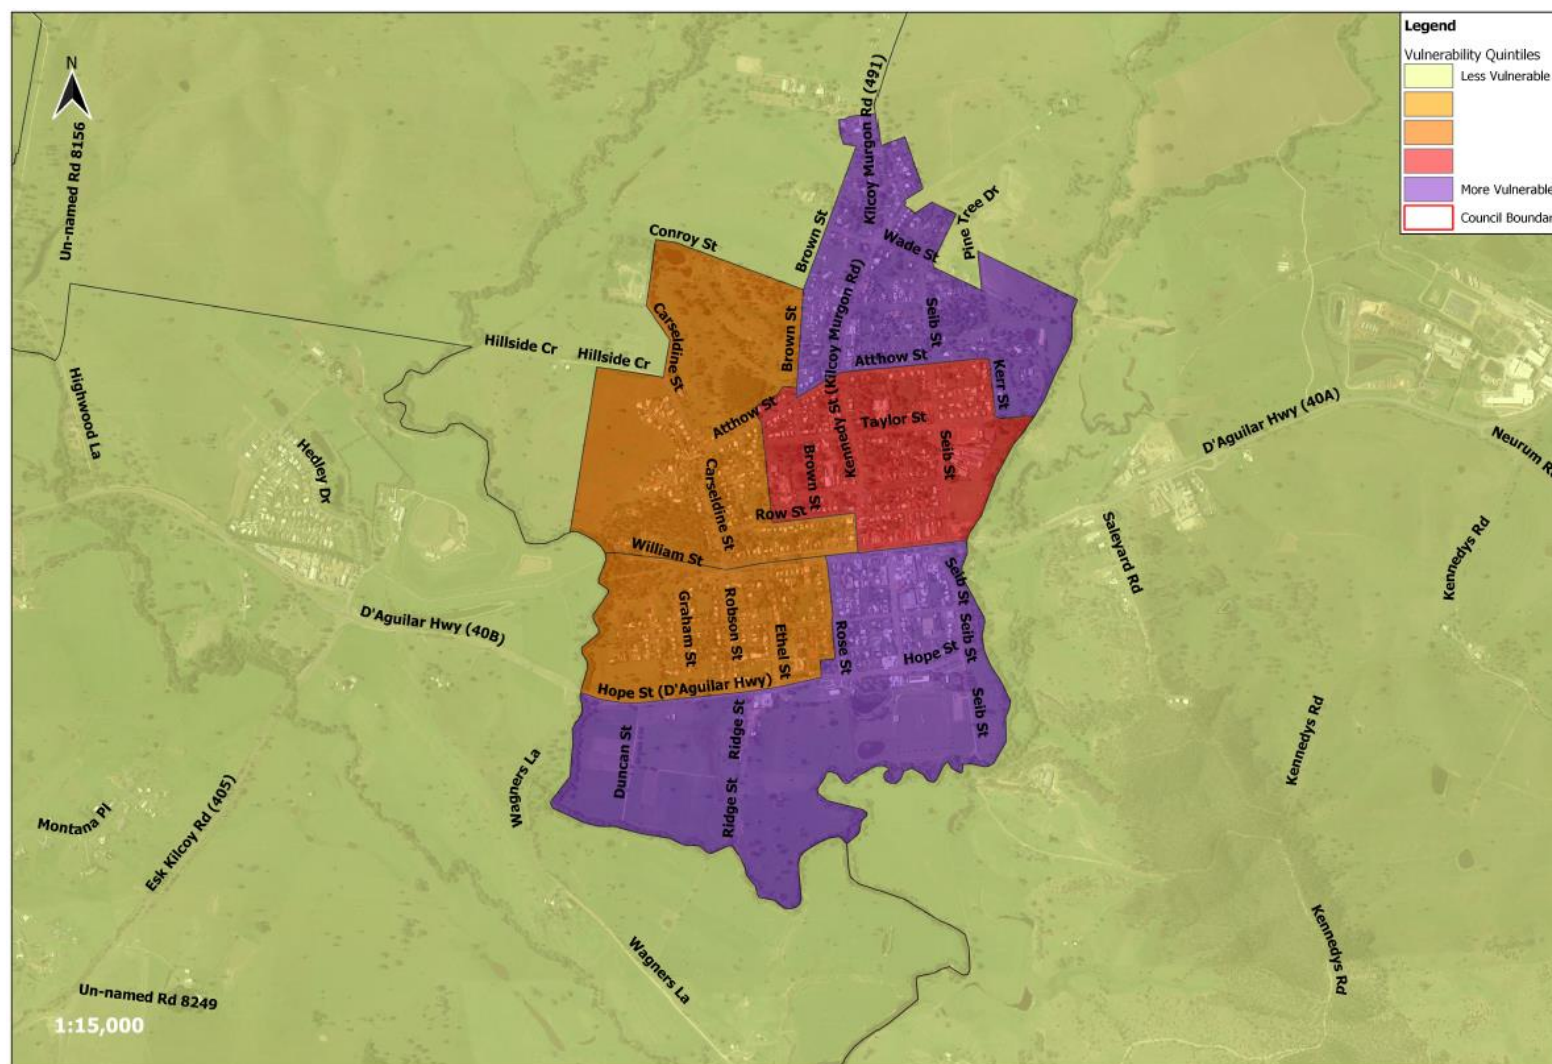 Legend
Vulnerability Quintiles
Less Vulnerable
More Vulnerable
Council Boundar
N
Un-named Rd 8156
Kilcoy Murgon Rd (491)
Pine Tree Dr
Wade St
Brown St
Conroy St
Carseldine St
Brown St
Kennedy St (Kilcoy Murgon Rd)
Seib St
Hillside Cr
Hillside Cr
Atthow St
Kerr St
Highwood La
Hedley Dr
Atthow St
Taylor St
Brown St
Seib St
D'Aguilar Hwy (40A)
Neurum R
Carseldine St
Row St
Saleyard Rd
Kennedys Rd
William St
D'Aguilar Hwy (40B)
Graham St
Robson St
Ethel St
Rose St
Seib St
Seib St
Hope St
Hope St (D'Aguilar Hwy)
Seib St
Kennedys Rd
Duncan St
Ridge St
Ridge St
Wagners La
Montana Pl
Esk Kilcoy Rd (405)
Wagners La
Kennedys Rd
Un-named Rd 8249
1:15,000